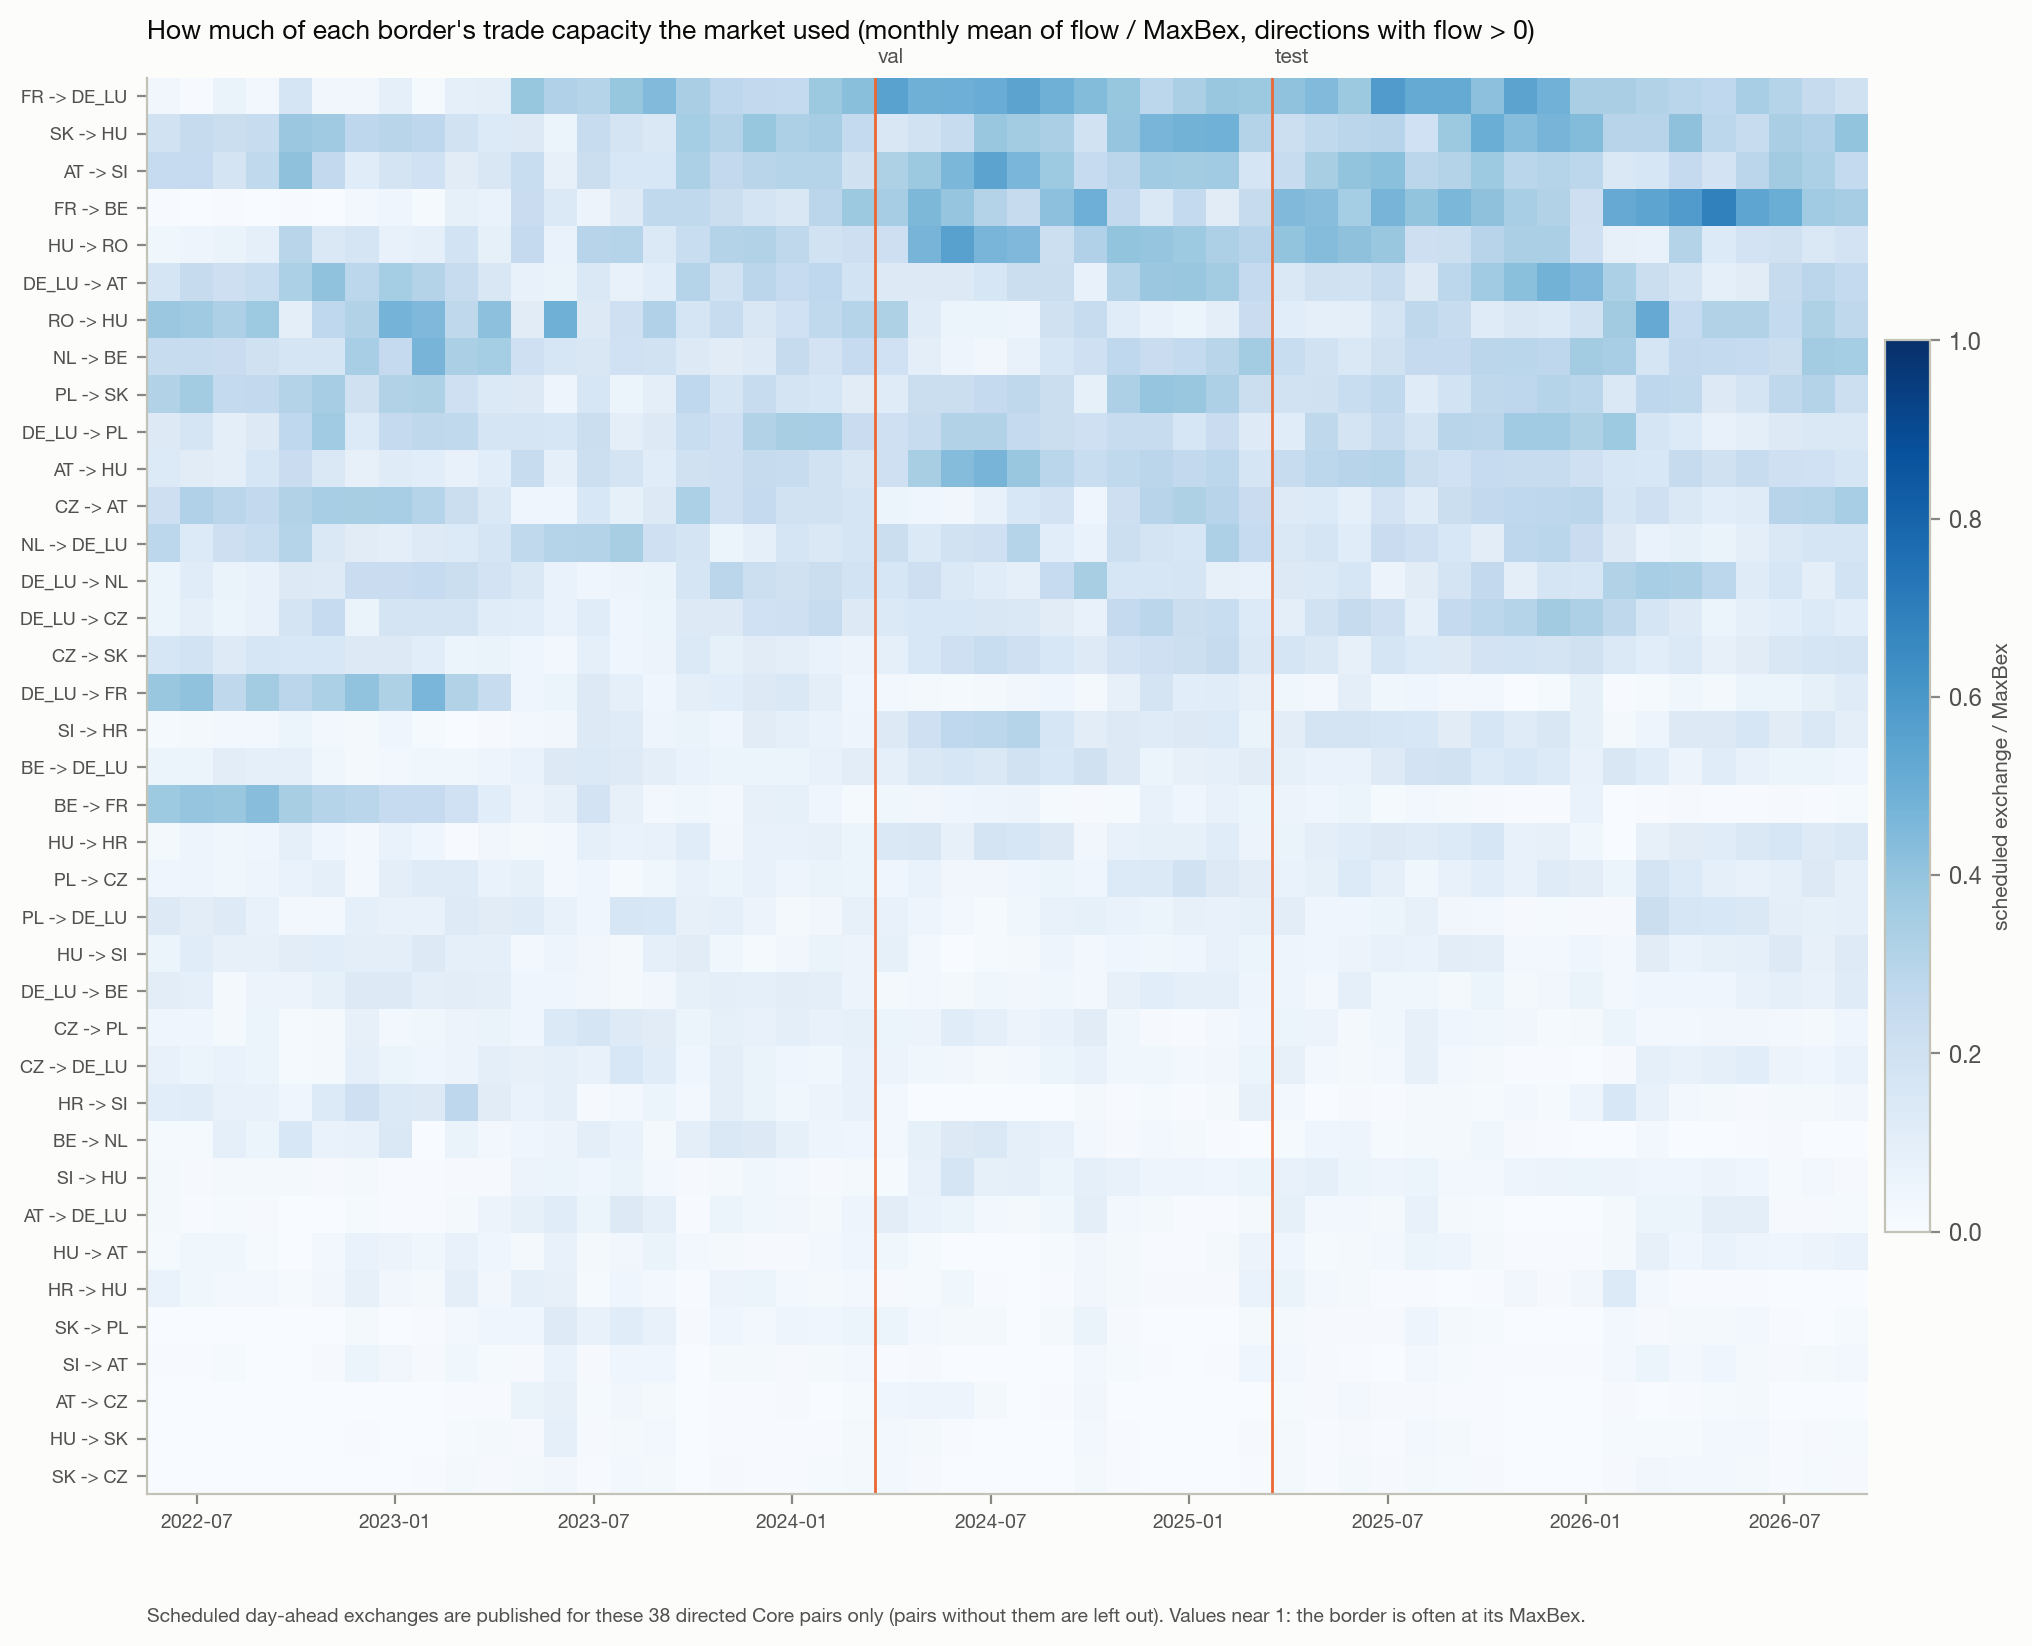 How much of each border's trade capacity the market used (monthly mean of flow / MaxBex, directions with flow > 0)
val
test
FR -> DE_LU
SK -> HU
AT -> SI
FR -> BE
HU -> RO
DE_LU -> AT
RO -> HU
NL -> BE
PL -> SK
DE_LU -> PL
AT -> HU
CZ -> AT
NL -> DE_LU
DE_LU -> NL
DE_LU -> CZ
CZ -> SK
DE_LU -> FR
SI -> HR
BE -> DE_LU
BE -> FR
HU -> HR
PL -> CZ
PL -> DE_LU
HU -> SI
DE_LU -> BE
CZ -> PL
CZ -> DE_LU
HR -> SI
BE -> NL
SI -> HU
AT -> DE_LU
HU -> AT
HR -> HU
SK -> PL
SI -> AT
AT -> CZ
HU -> SK
SK -> CZ
2022-07
2023-01
2023-07
2024-01
2024-07
2025-01
2025-07
2026-01
2026-07
1.0
0.8
0.6
0.4
0.2
0.0
scheduled exchange / MaxBex
Scheduled day-ahead exchanges are published for these 38 directed Core pairs only (pairs without them are left out). Values near 1: the border is often at its MaxBex.